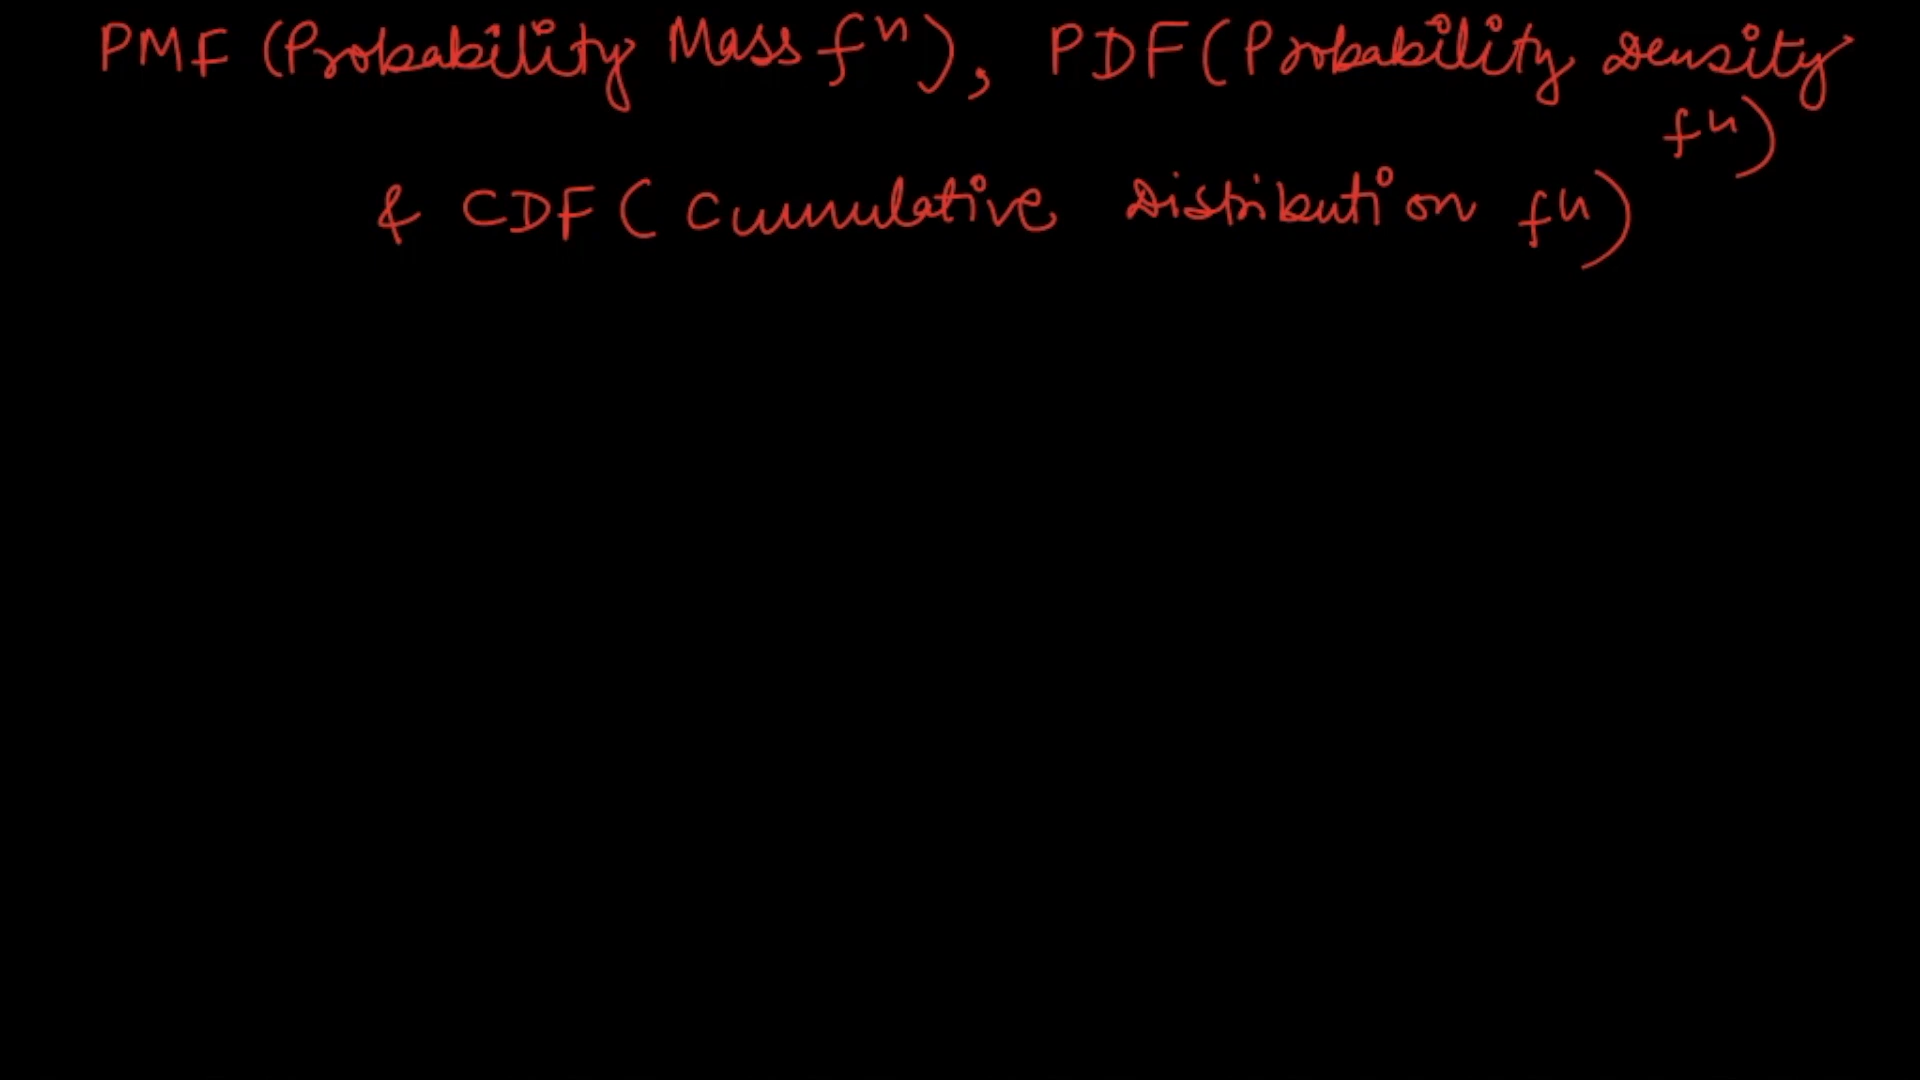 PMF (Probability Mass fⁿ), PDF (Probability Density
fⁿ)
& CDF (Cumulative Distribution fⁿ)